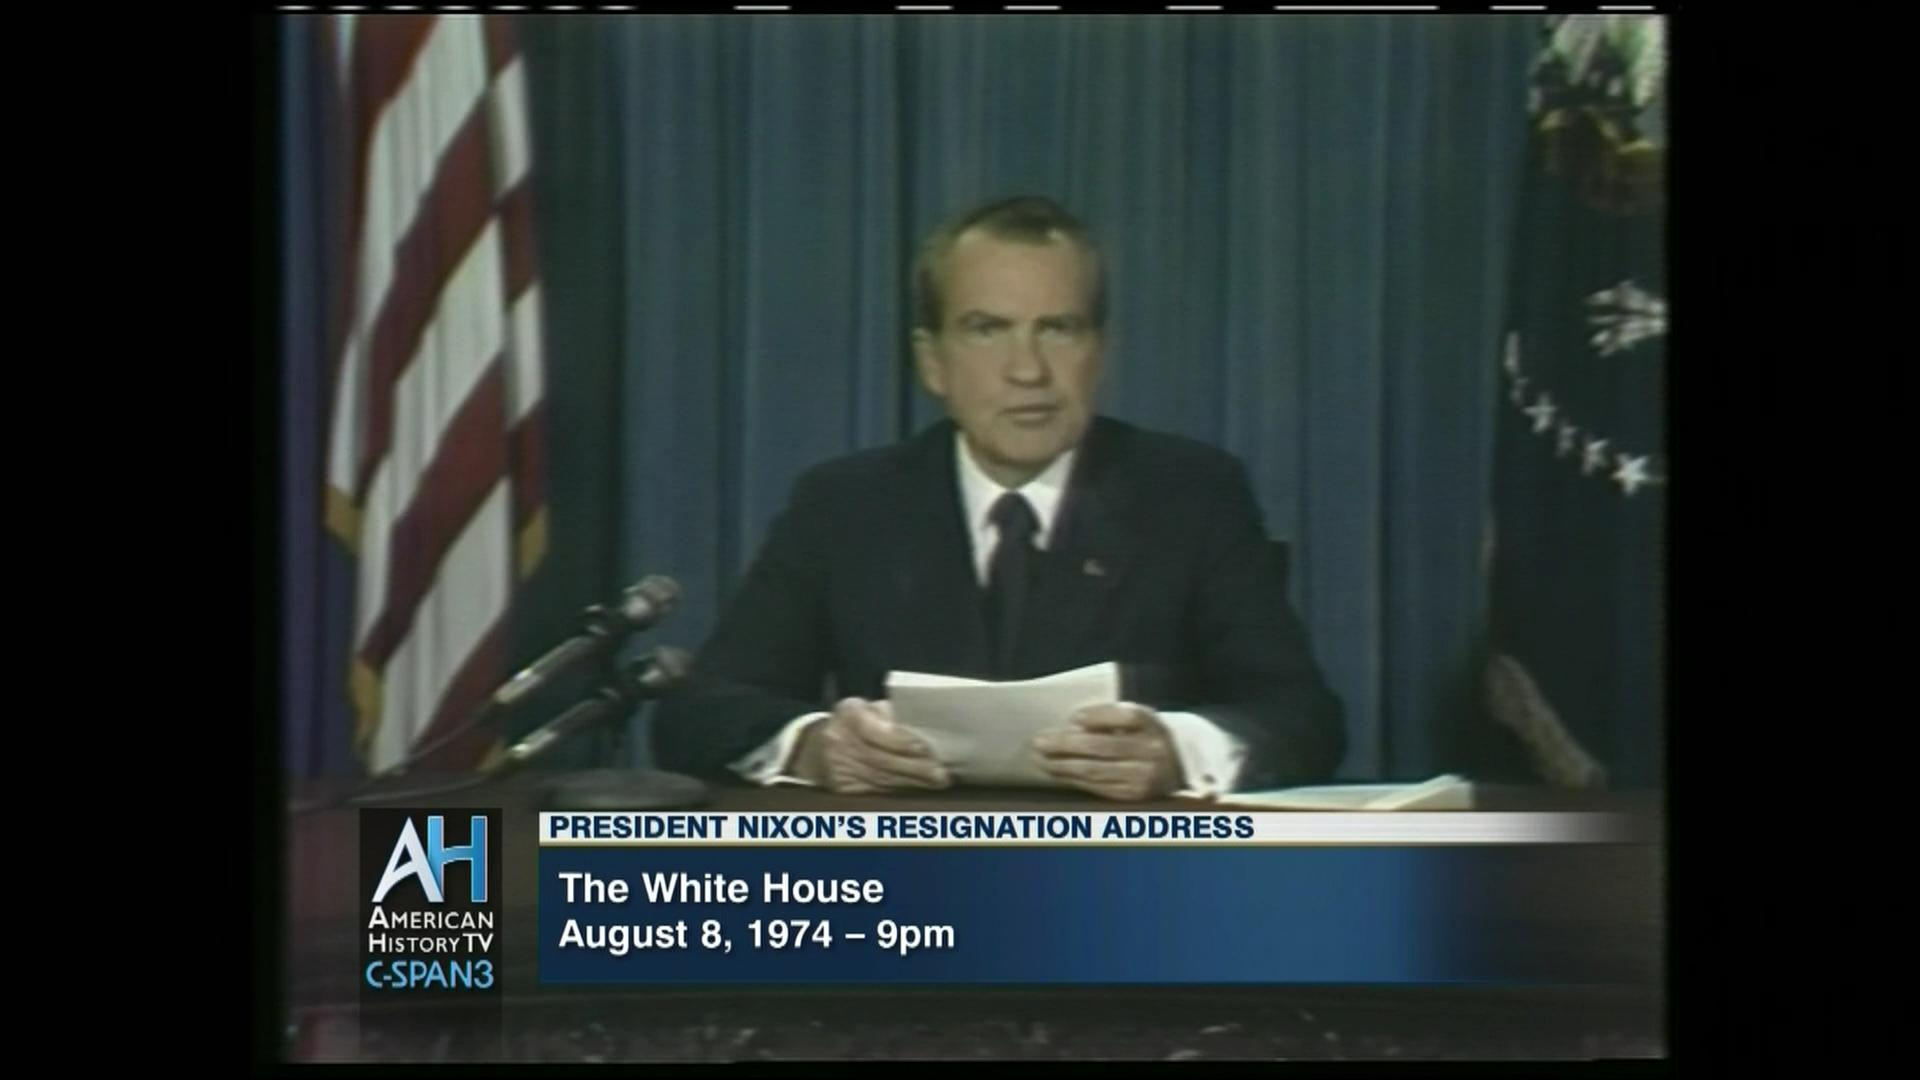 PRESIDENT NIXON'S RESIGNATION ADDRESS
The White House
August 8, 1974 – 9pm
AH
AMERICAN
HISTORY TV
C-SPAN3